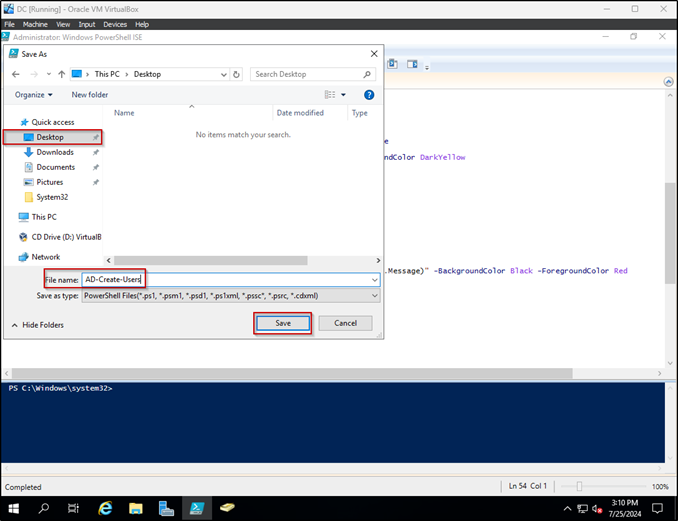 DC [Running] - Oracle VM VirtualBox
File Machine View Input Devices Help
Administrator: Windows PowerShell ISE
Save As
This PC > Desktop
Search Desktop
Organize
New folder
Name
Date modified
Type
No items match your search.
Quick access
Desktop
Downloads
Documents
Pictures
System32
This PC
CD Drive (D:) VirtualB
Network
File name: AD-Create-Users
Save as type: PowerShell Files(*.ps1, *.psm1, *.psd1, *.ps1xml, *.pssc*, *.psrc, *.cdxml)
Hide Folders
Save
Cancel
e
ndColor DarkYellow
.Message)" -BackgroundColor Black -ForegroundColor Red
PS C:\Windows\system32>
Completed
Ln 54 Col 1
100%
3:10 PM
7/25/2024